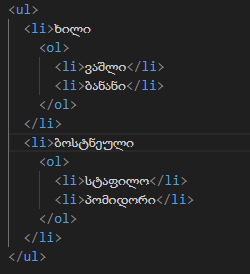 <ul>
<li>ხილი
<ol>
<li>ვაშლი</li>
<li>ბანანი</li>
</ol>
</li>
<li>ბოსტნეული
<ol>
<li>სტაფილო</li>
<li>პომიდორი</li>
</ol>
</li>
</ul>